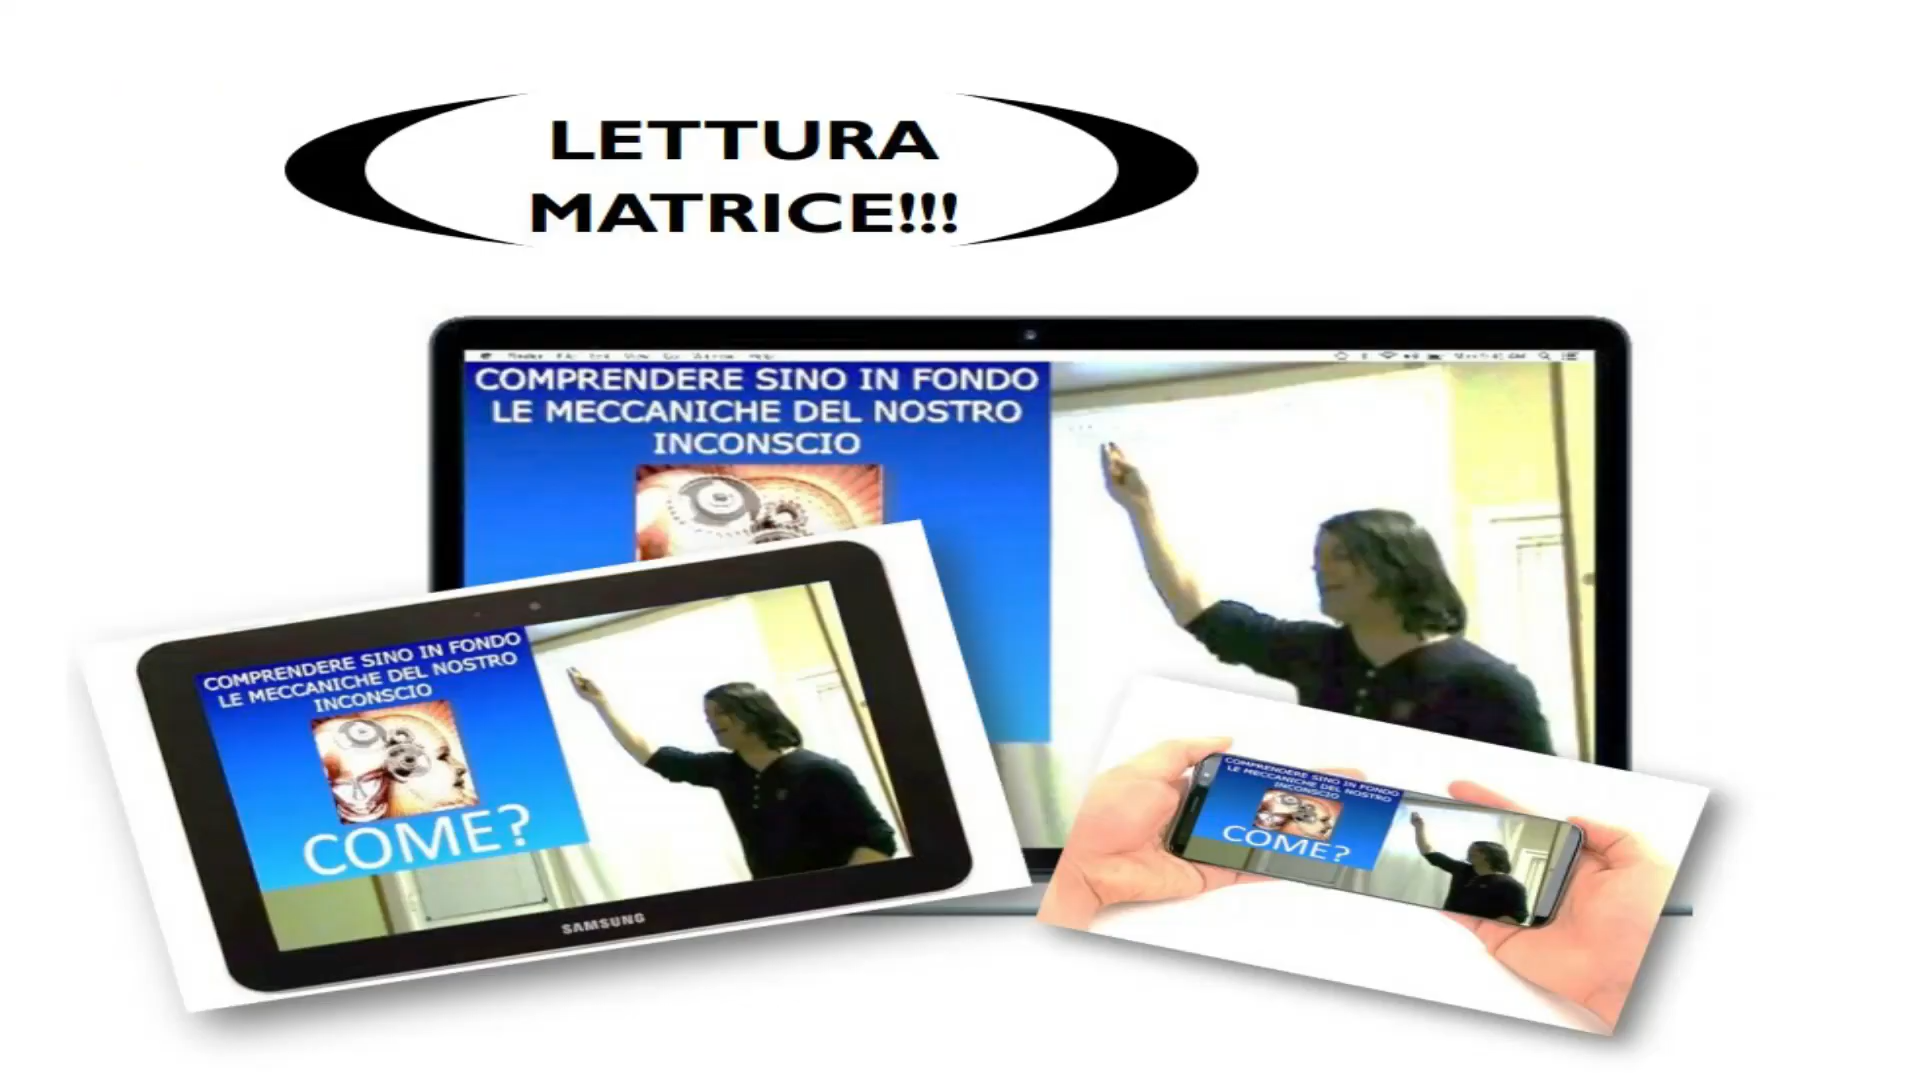 LETTURA
MATRICE!!!
COMPRENDERE SINO IN FONDO
LE MECCANICHE DEL NOSTRO
INCONSCIO
COMPRENDERE SINO IN FONDO
LE MECCANICHE DEL NOSTRO
INCONSCIO
COME?
SAMSUNG
COMPRENDERE SINO IN FONDO
LE MECCANICHE DEL NOSTRO
INCONSCIO
COME?